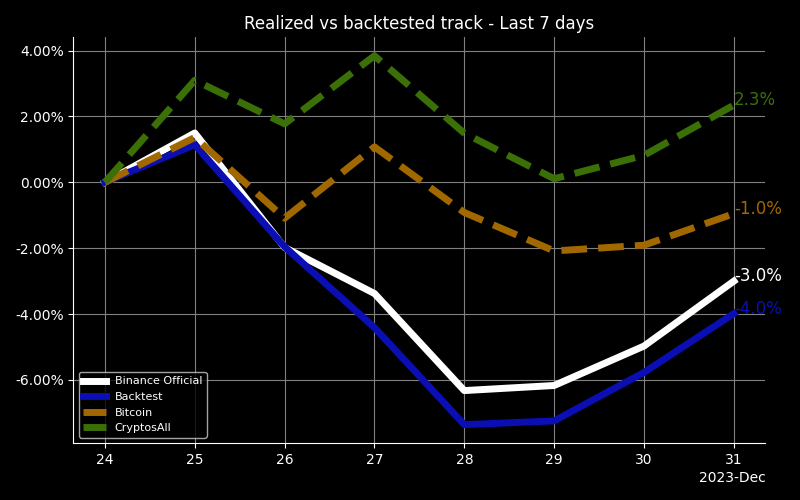 Realized vs backtested track - Last 7 days
4.00%
2.00%
0.00%
-2.00%
-4.00%
-6.00%
2.3%
-1.0%
-3.0%
-4.0%
Binance Official
Backtest
Bitcoin
CryptosAll
24 25 26 27 28 29 30 31
2023-Dec